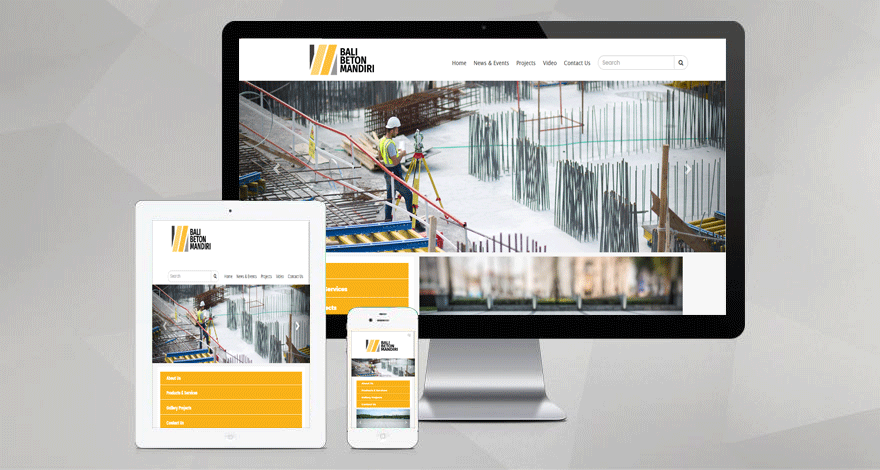 BALI
BETON
MANDIRI
Home News & Events Projects Video Contact Us Search
BALI
BETON
MANDIRI
Search Home News & Events Projects Video Contact Us
About Us
Products & Services
Gallery Projects
Contact Us
Services
ects
BALI
BETON
MANDIRI
About Us
Products & Services
Gallery Projects
Contact Us